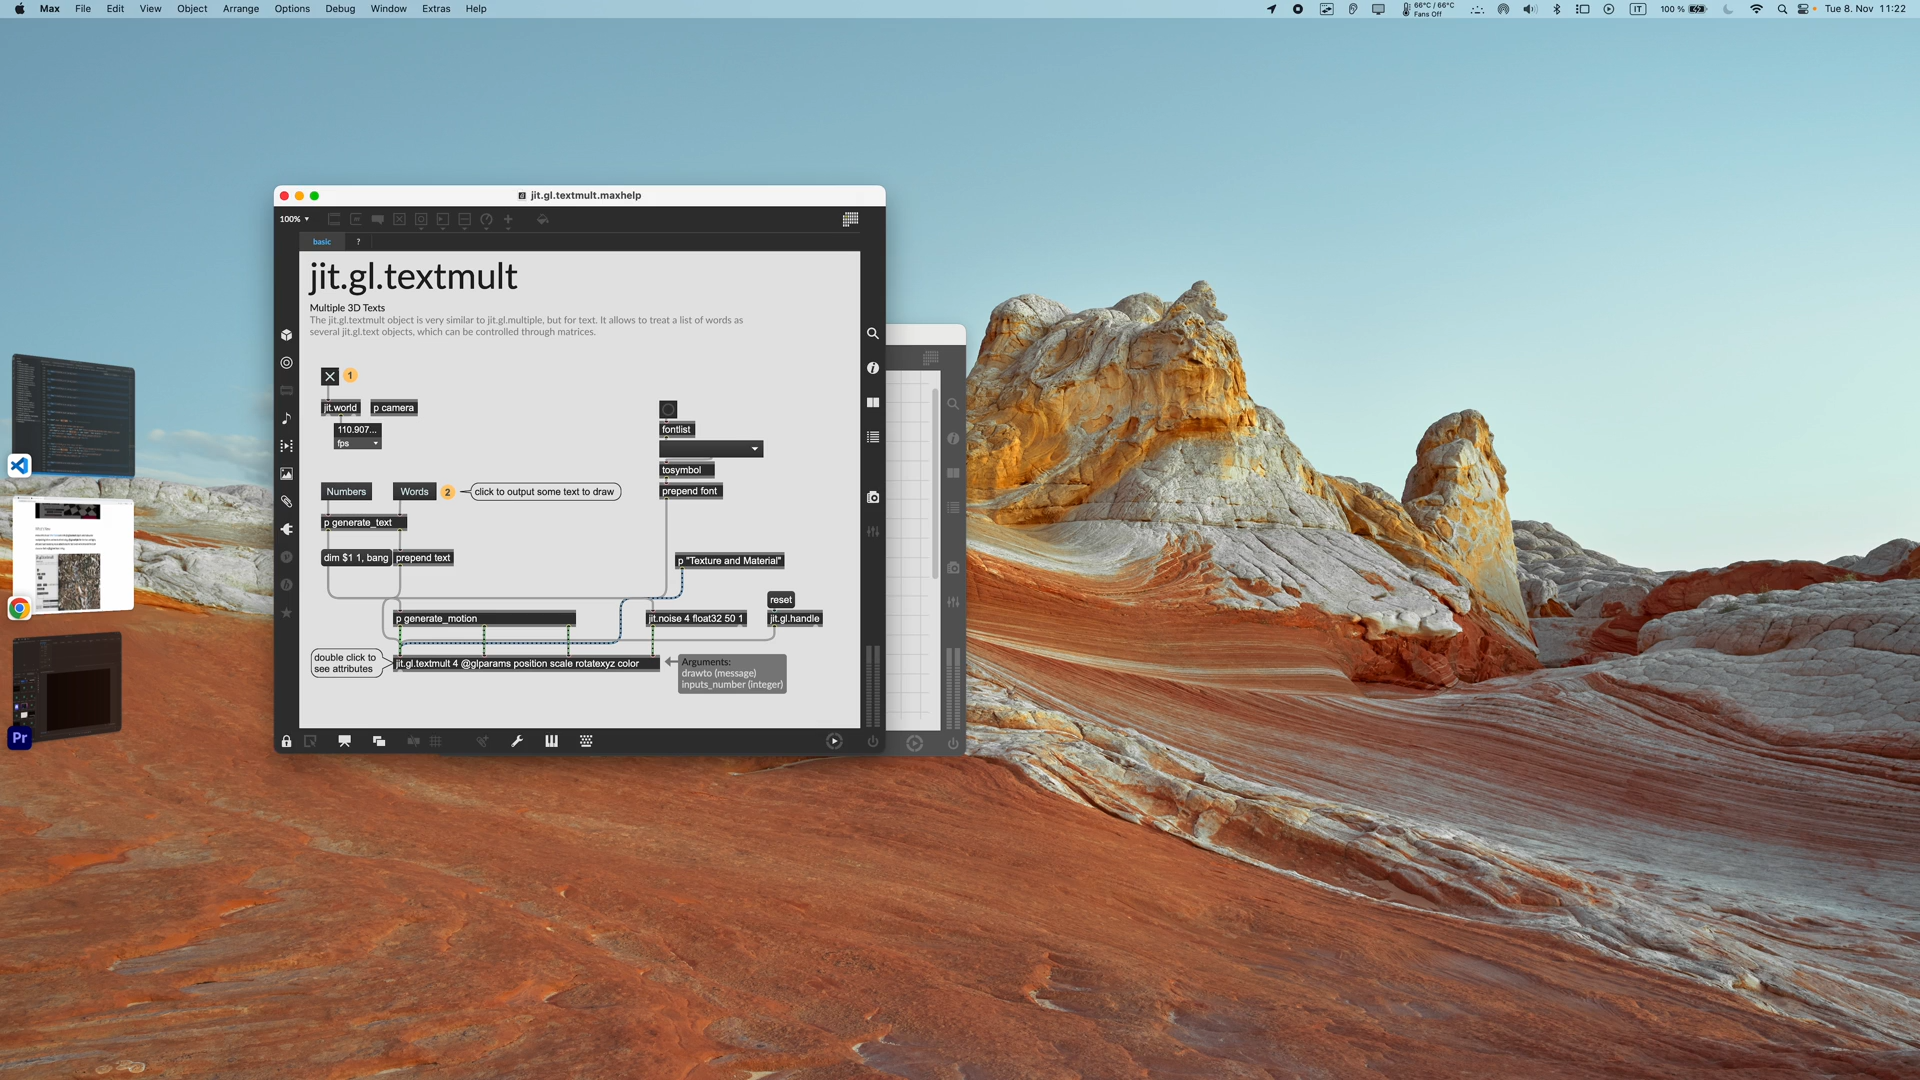 Max File Edit View Object Arrange Options Debug Window Extras Help
66°C / 66°C
Fans Off
IT
100 %
Tue 8. Nov 11:22
jit.gl.textmult.maxhelp
100%
basic ?
jit.gl.textmult
Multiple 3D Texts
The jit.gl.textmult object is very similar to jit.gl.multiple, but for text. It allows to treat a list of words as
several jit.gl.text objects, which can be controlled through matrices.
1
jit.world
p camera
110.907...
fps
fontlist
tosymbol
prepend font
Numbers
Words
2
click to output some text to draw
p generate_text
dim $1 1, bang
prepend text
p "Texture and Material"
reset
p generate_motion
jit.noise 4 float32 50 1
jit.gl.handle
double click to
see attributes
jit.gl.textmult 4 @glparams position scale rotatexyz color
Arguments:
drawto (message)
inputs_number (integer)
Pr